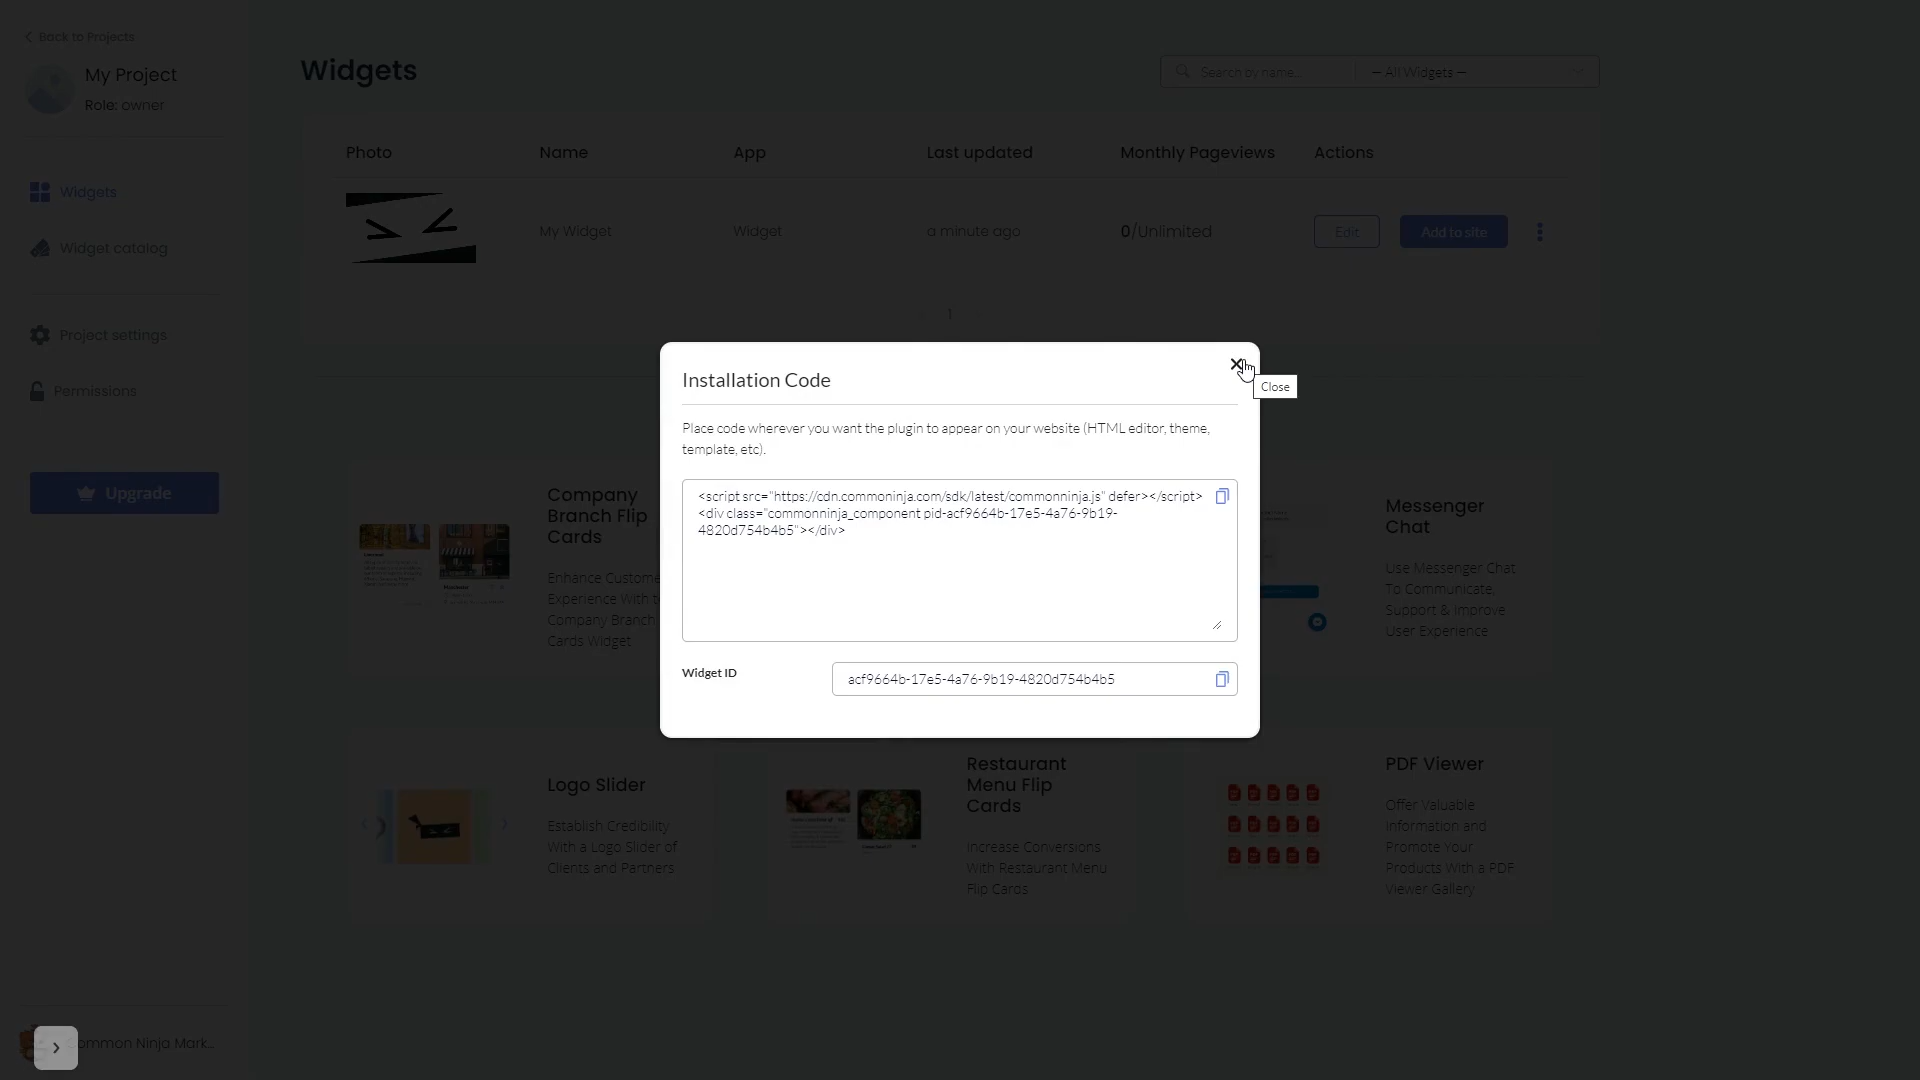 Back to Projects
My Project
Role: owner
Widgets
Widget catalog
Project settings
Permissions
Upgrade
Common Ninja Mark...
Widgets
Search by name...
— All Widgets —
Photo
Name
App
Last updated
Monthly Pageviews
Actions
My Widget
Widget
a minute ago
0/Unlimited
Edit
Add to site
1
Installation Code
Close
Place code wherever you want the plugin to appear on your website (HTML editor, theme,
template, etc).
<script src="https://cdn.commoninja.com/sdk/latest/commonninja.js" defer></script>
<div class="commonninja_component pid-acf9664b-17e5-4a76-9b19-
4820d754b4b5"></div>
Widget ID
acf9664b-17e5-4a76-9b19-4820d754b4b5
Company
Branch Flip
Cards
Enhance Custome
Experience With
Company Branch
Cards Widget
Messenger
Chat
Use Messenger Chat
To Communicate,
Support & Improve
User Experience
Logo Slider
Establish Credibility
With a Logo Slider of
Clients and Partners
Restaurant
Menu Flip
Cards
Increase Conversions
With Restaurant Menu
Flip Cards
PDF Viewer
Offer Valuable
Information and
Promote Your
Products With a PDF
Viewer Gallery